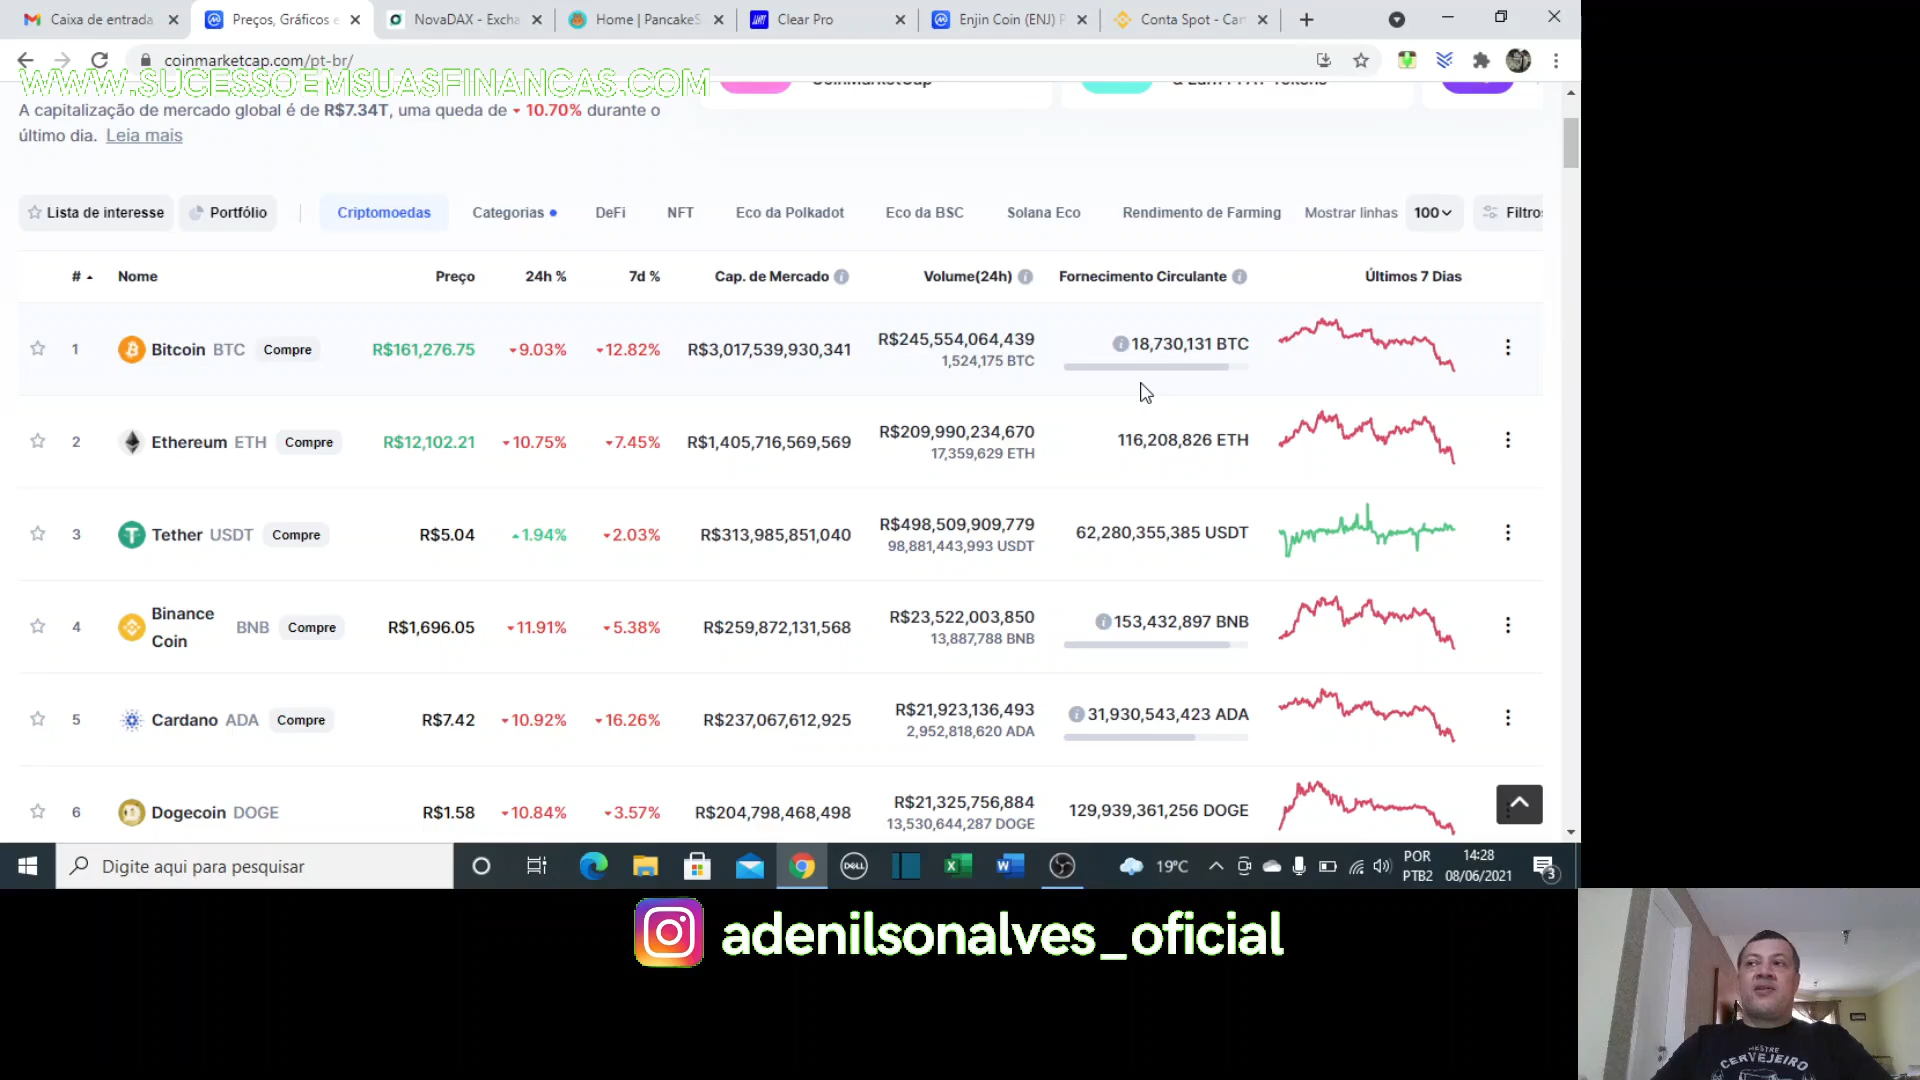 Caixa de entrada
Preços, Gráficos e
NovaDAX - Excha
Home | PancakeS
Clear Pro
Enjin Coin (ENJ) P
Conta Spot - Car
coinmarketcap.com/pt-br/
WWW.SUCESSOEMSUASFINANCAS.COM
A capitalização de mercado global é de R$7.34T, uma queda de 10.70% durante o
último dia. Leia mais
Lista de interesse Portfólio Criptomoedas Categorias DeFi NFT Eco da Polkadot Eco da BSC Solana Eco Rendimento de Farming Mostrar linhas 100 Filtros
# Nome Preço 24h % 7d % Cap. de Mercado Volume(24h) Fornecimento Circulante Últimos 7 Dias
1 Bitcoin BTC Compre R$161,276.75 9.03% 12.82% R$3,017,539,930,341 R$245,554,064,439 18,730,131 BTC
1,524,175 BTC
2 Ethereum ETH Compre R$12,102.21 10.75% 7.45% R$1,405,716,569,569 R$209,990,234,670 116,208,826 ETH
17,359,629 ETH
3 Tether USDT Compre R$5.04 1.94% 2.03% R$313,985,851,040 R$498,509,909,779 62,280,355,385 USDT
98,881,443,993 USDT
4 Binance Coin BNB Compre R$1,696.05 11.91% 5.38% R$259,872,131,568 R$23,522,003,850 153,432,897 BNB
13,887,788 BNB
5 Cardano ADA Compre R$7.42 10.92% 16.26% R$237,067,612,925 R$21,923,136,493 31,930,543,423 ADA
2,952,818,620 ADA
6 Dogecoin DOGE R$1.58 10.84% 3.57% R$204,798,468,498 R$21,325,756,884 129,939,361,256 DOGE
13,530,644,287 DOGE
Digite aqui para pesquisar
DELL
19°C
POR
PTB2
14:28
08/06/2021
3
adenilsonalves_oficial
MESTRE
CERVEJEIRO